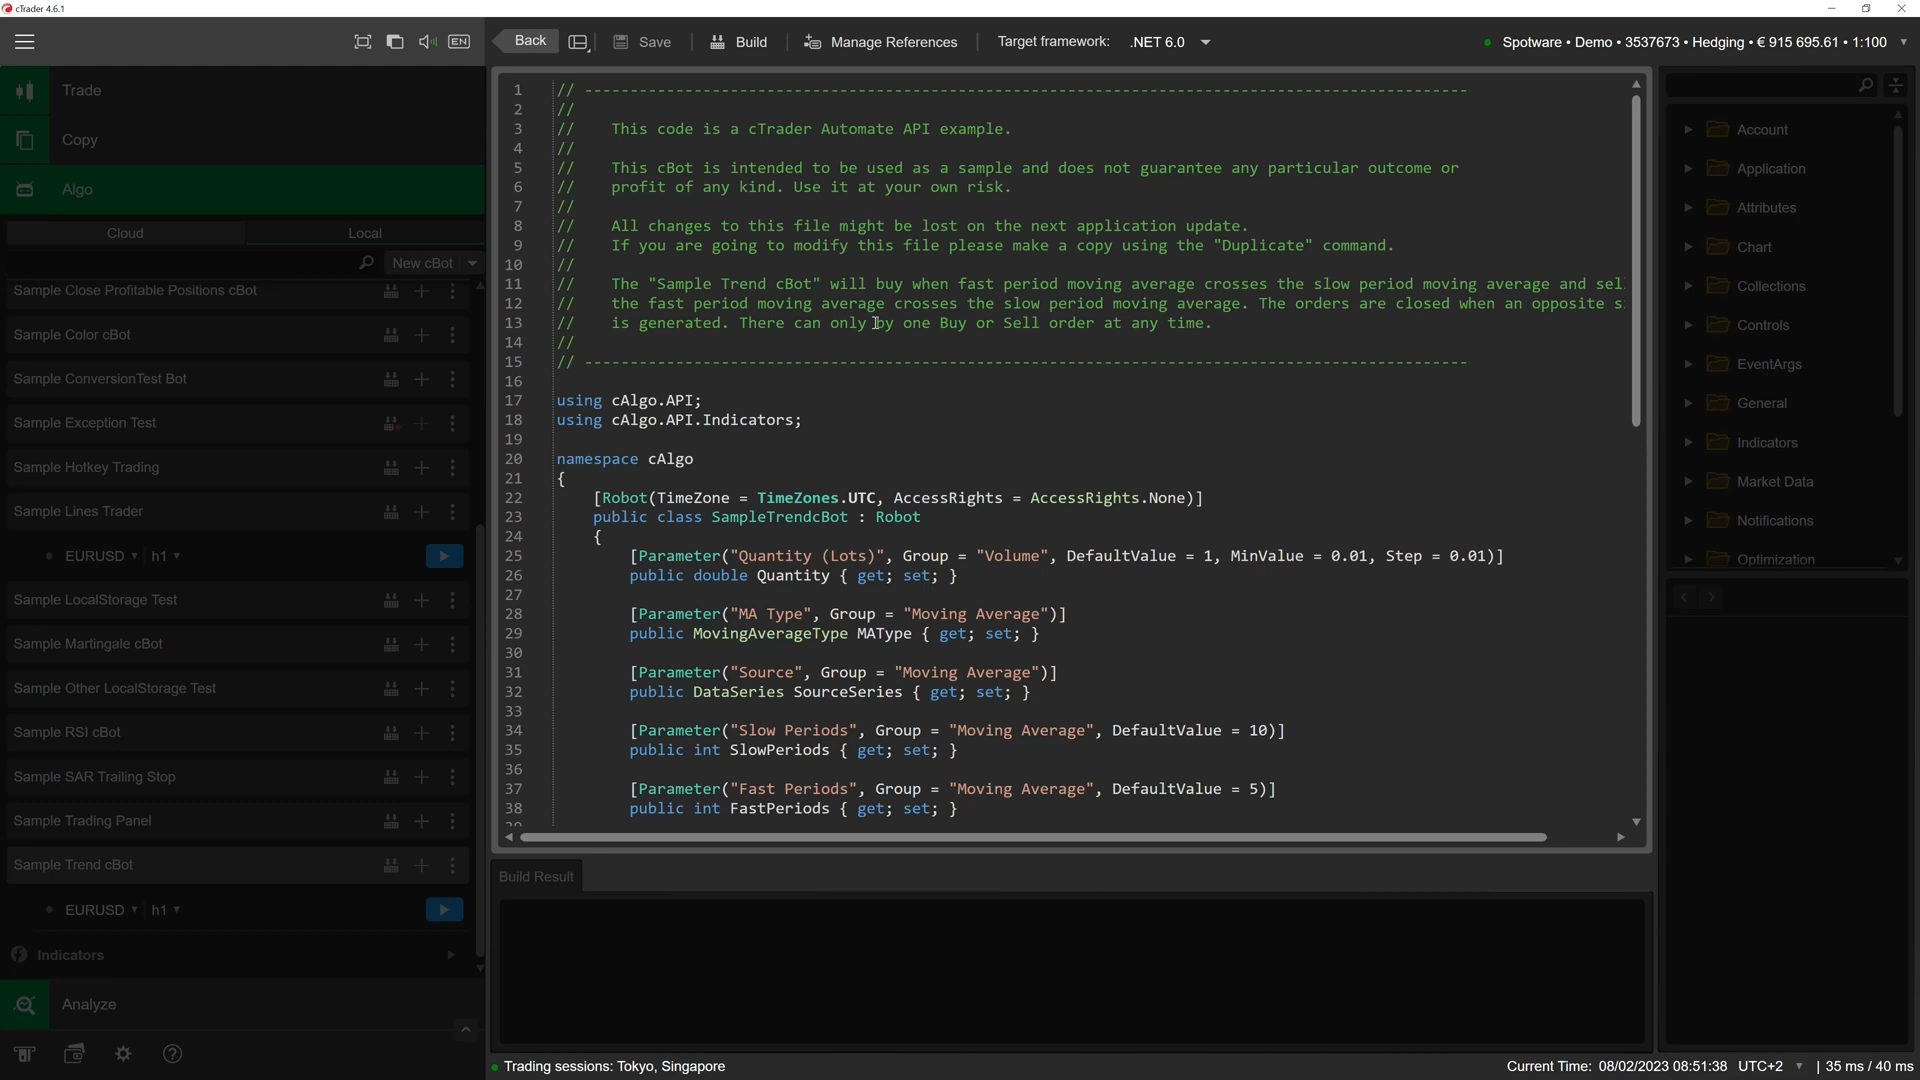 cTrader 4.6.1
EN
Back
Save
Build
Manage References
Target framework: .NET 6.0
Spotware • Demo • 3537673 • Hedging • € 915 695.61 • 1:100
Trade
Copy
Algo
Cloud
Local
New cBot
Sample Close Profitable Positions cBot
Sample Color cBot
Sample ConversionTest Bot
Sample Exception Test
Sample Hotkey Trading
Sample Lines Trader
EURUSD h1
Sample LocalStorage Test
Sample Martingale cBot
Sample Other LocalStorage Test
Sample RSI cBot
Sample SAR Trailing Stop
Sample Trading Panel
Sample Trend cBot
EURUSD h1
Indicators
Analyze
1 // -------------------------------------------------------------------------------------------------
2 //
3 // This code is a cTrader Automate API example.
4 //
5 // This cBot is intended to be used as a sample and does not guarantee any particular outcome or
6 // profit of any kind. Use it at your own risk.
7 //
8 // All changes to this file might be lost on the next application update.
9 // If you are going to modify this file please make a copy using the "Duplicate" command.
10 //
11 // The "Sample Trend cBot" will buy when fast period moving average crosses the slow period moving average and sel
12 // the fast period moving average crosses the slow period moving average. The orders are closed when an opposite s
13 // is generated. There can only by one Buy or Sell order at any time.
14 //
15 // -------------------------------------------------------------------------------------------------
16
17 using cAlgo.API;
18 using cAlgo.API.Indicators;
19
20 namespace cAlgo
21 {
22 [Robot(TimeZone = TimeZones.UTC, AccessRights = AccessRights.None)]
23 public class SampleTrendcBot : Robot
24 {
25 [Parameter("Quantity (Lots)", Group = "Volume", DefaultValue = 1, MinValue = 0.01, Step = 0.01)]
26 public double Quantity { get; set; }
27
28 [Parameter("MA Type", Group = "Moving Average")]
29 public MovingAverageType MAType { get; set; }
30
31 [Parameter("Source", Group = "Moving Average")]
32 public DataSeries SourceSeries { get; set; }
33
34 [Parameter("Slow Periods", Group = "Moving Average", DefaultValue = 10)]
35 public int SlowPeriods { get; set; }
36
37 [Parameter("Fast Periods", Group = "Moving Average", DefaultValue = 5)]
38 public int FastPeriods { get; set; }
Build Result
Account
Application
Attributes
Chart
Collections
Controls
EventArgs
General
Indicators
Market Data
Notifications
Optimization
Trading sessions: Tokyo, Singapore
Current Time: 08/02/2023 08:51:38 UTC+2 | 35 ms / 40 ms